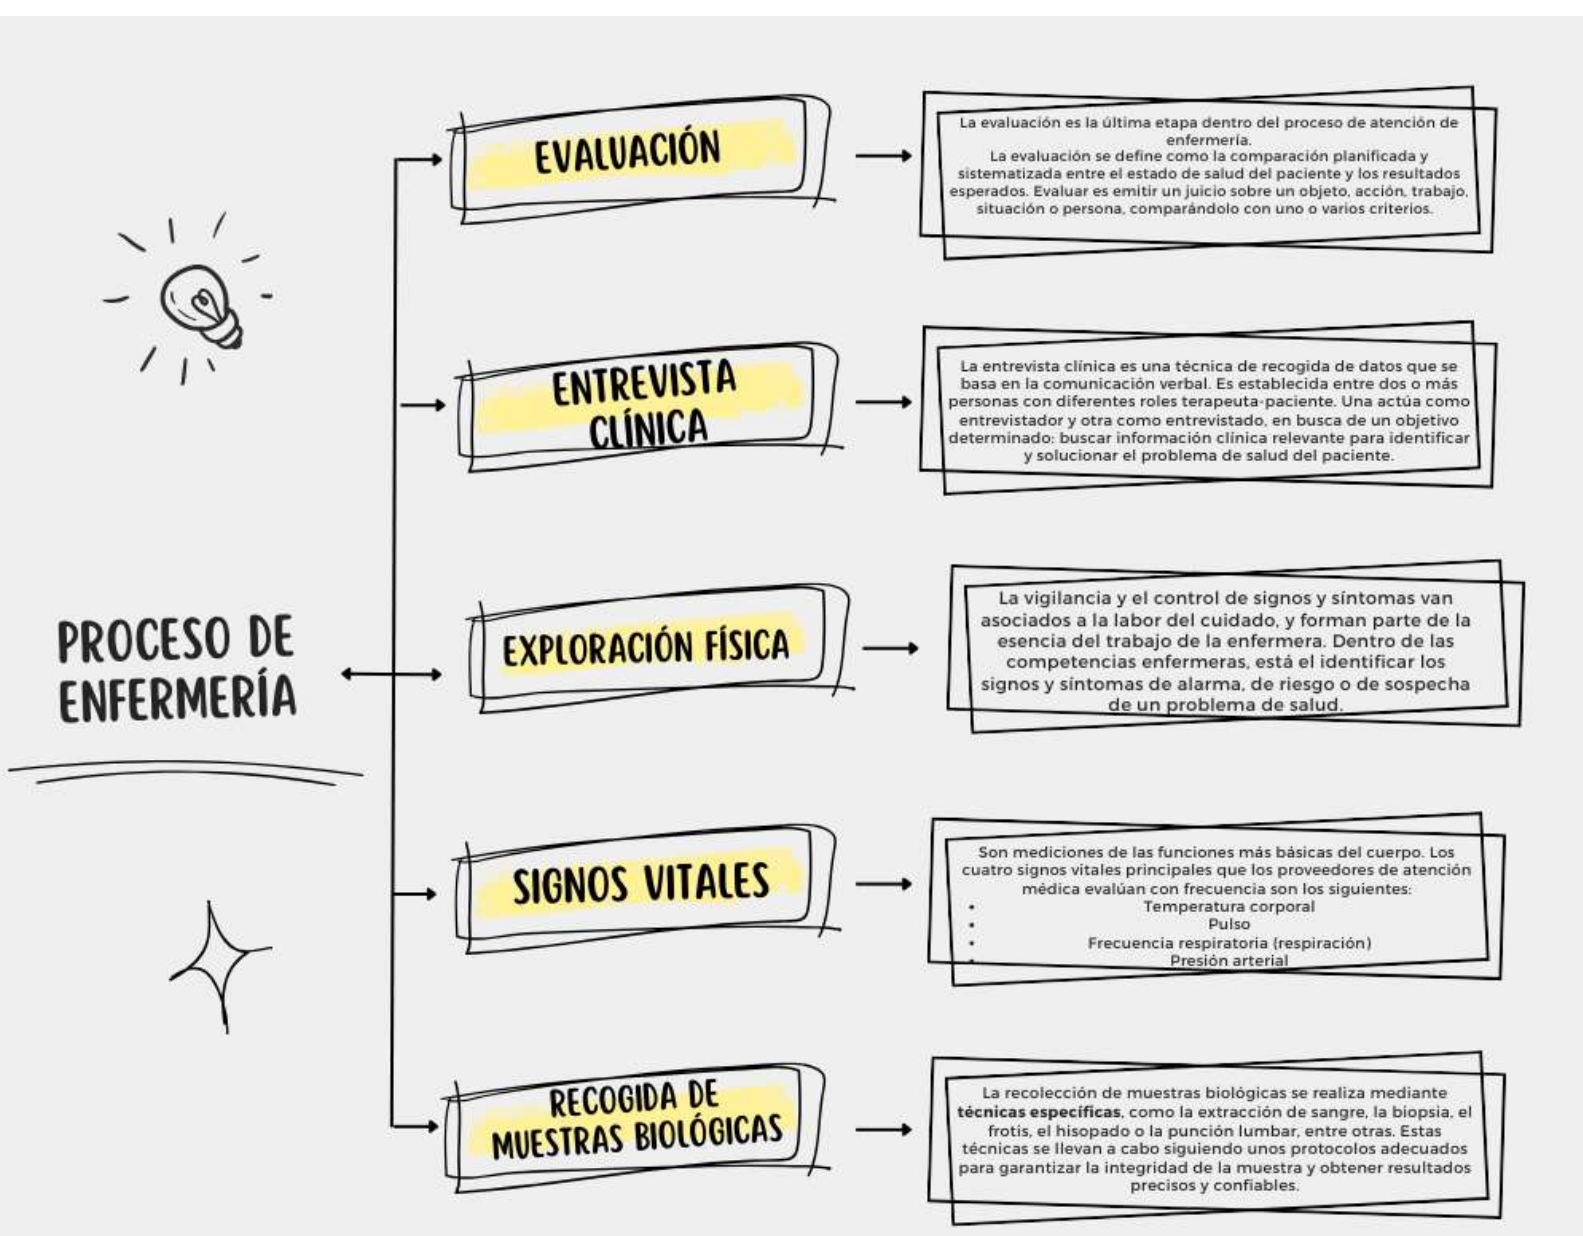 EVALUACIÓN
La evaluación es la última etapa dentro del proceso de atención de
enfermería.
La evaluación se define como la comparación planificada y
sistematizada entre el estado de salud del paciente y los resultados
esperados. Evaluar es emitir un juicio sobre un objeto, acción, trabajo,
situación o persona, comparándolo con uno o varios criterios.
ENTREVISTA
CLÍNICA
La entrevista clínica es una técnica de recogida de datos que se
basa en la comunicación verbal. Es establecida entre dos o más
personas con diferentes roles terapeuta-paciente. Una actúa como
entrevistador y otra como entrevistado, en busca de un objetivo
determinado: buscar información clínica relevante para identificar
y solucionar el problema de salud del paciente.
PROCESO DE
ENFERMERÍA
EXPLORACIÓN FÍSICA
La vigilancia y el control de signos y síntomas van
asociados a la labor del cuidado, y forman parte de la
esencia del trabajo de la enfermera. Dentro de las
competencias enfermeras, está el identificar los
signos y síntomas de alarma, de riesgo o de sospecha
de un problema de salud.
SIGNOS VITALES
Son mediciones de las funciones más básicas del cuerpo. Los
cuatro signos vitales principales que los proveedores de atención
médica evalúan con frecuencia son los siguientes:
• Temperatura corporal
• Pulso
• Frecuencia respiratoria (respiración)
• Presión arterial
RECOGIDA DE
MUESTRAS BIOLÓGICAS
La recolección de muestras biológicas se realiza mediante
técnicas específicas, como la extracción de sangre, la biopsia, el
frotis, el hisopado o la punción lumbar, entre otras. Estas
técnicas se llevan a cabo siguiendo unos protocolos adecuados
para garantizar la integridad de la muestra y obtener resultados
precisos y confiables.